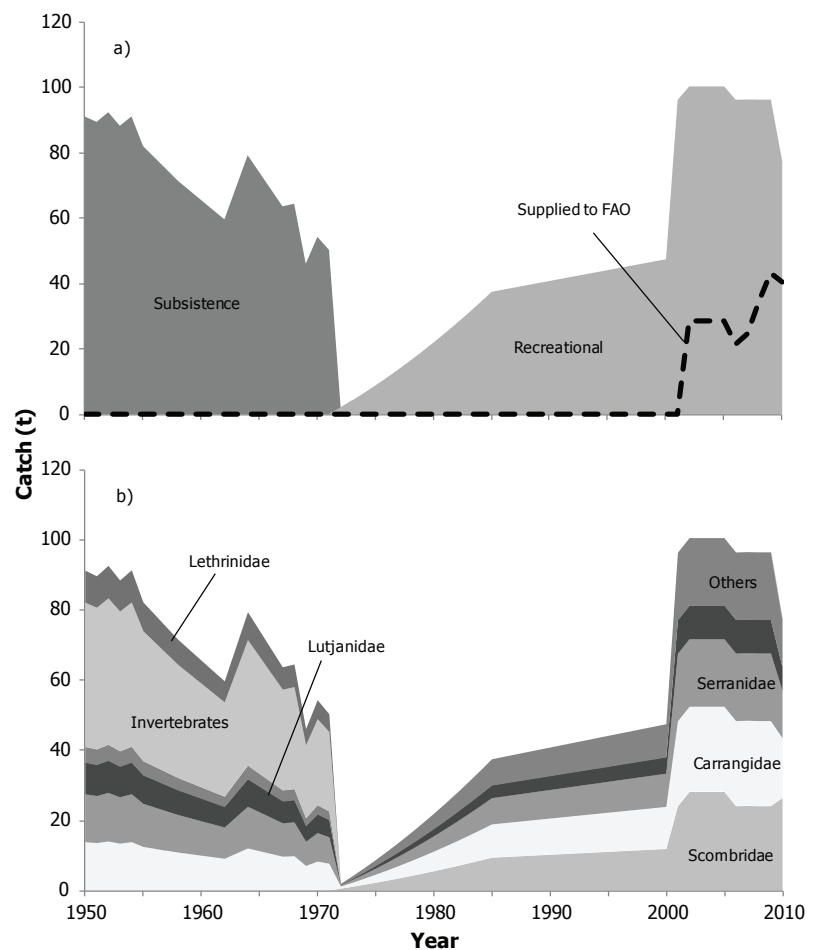 120
a)
100
80
Supplied to FAO
60
40
Subsistence
Recreational
20
0
Catch (t)
120
b)
100
Lethrinidae
Others
80
Lutjanidae
60
Serranidae
Invertebrates
40
Carrangidae
20
Scombridae
0
1950 1960 1970 1980 1990 2000 2010
Year